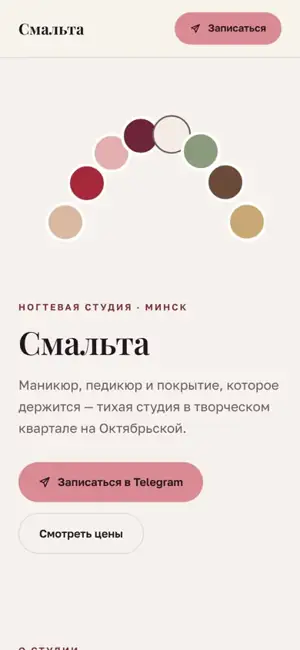 Смальта
Записаться
НОГТЕВАЯ СТУДИЯ · МИНСК
Смальта
Маникюр, педикюр и покрытие, которое
держится — тихая студия в творческом
квартале на Октябрьской.
Записаться в Telegram
Смотреть цены
О СТУДИИ